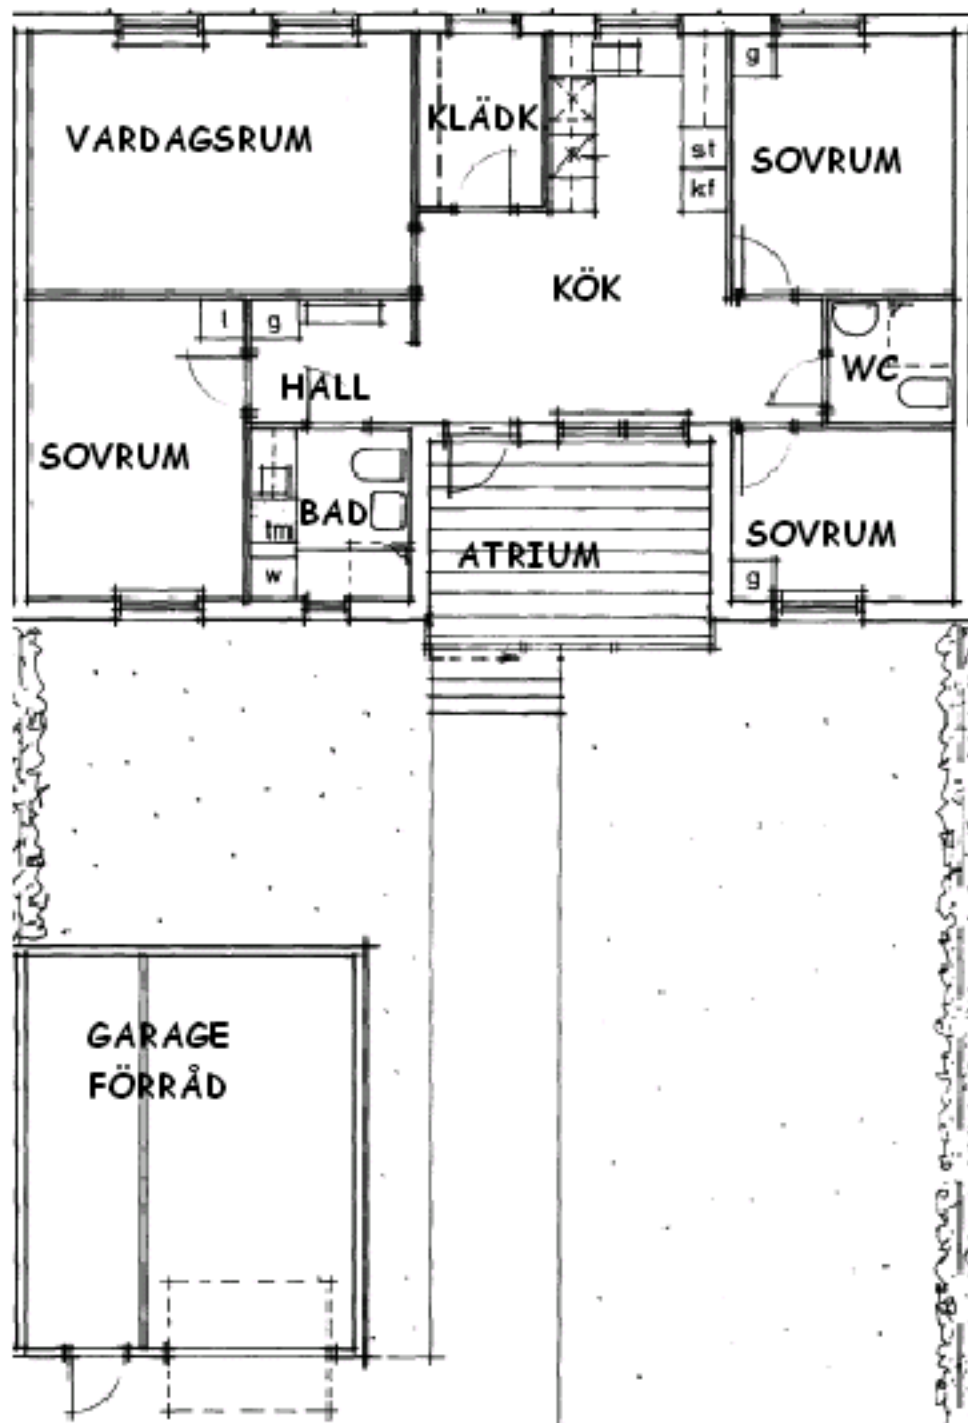 VARDAGSRUM
KLÄDK
g
st
kf
SOVRUM
KÖK
l
g
HALL
WC
SOVRUM
BAD
tm
w
ATRIUM
SOVRUM
g
GARAGE
FÖRRÅD